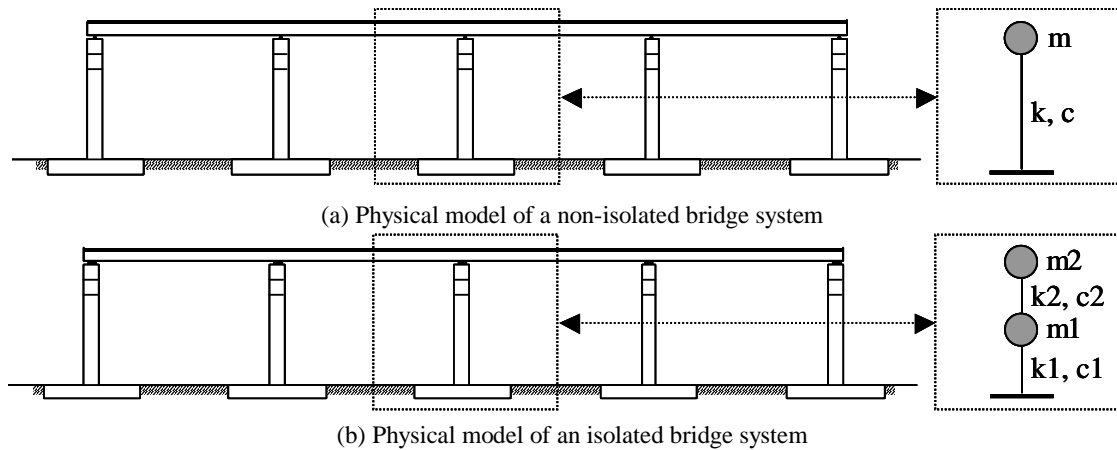 m
k, c
(a) Physical model of a non-isolated bridge system
m2
k2, c2
m1
k1, c1
(b) Physical model of an isolated bridge system